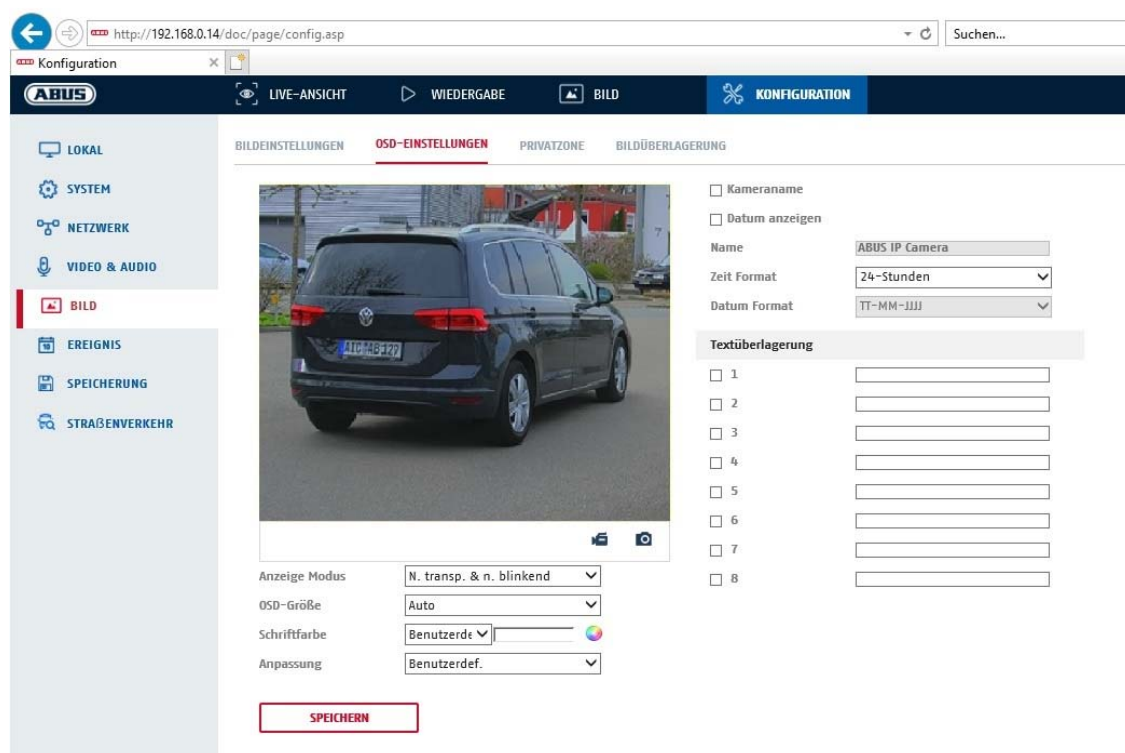 http://192.168.0.14/doc/page/config.asp
Suchen...
Konfiguration
ABUS
LIVE-ANSICHT
WIEDERGABE
BILD
KONFIGURATION
LOKAL
SYSTEM
NETZWERK
VIDEO & AUDIO
BILD
EREIGNIS
SPEICHERUNG
STRAßENVERKEHR
BILDEINSTELLUNGEN
OSD-EINSTELLUNGEN
PRIVATZONE
BILDÜBERLAGERUNG
AIC AB 127
Anzeige Modus N. transp. & n. blinkend
OSD-Größe Auto
Schriftfarbe Benutzerde
Anpassung Benutzerdef.
SPEICHERN
Kameraname
Datum anzeigen
Name ABUS IP Camera
Zeit Format 24-Stunden
Datum Format TT-MM-JJJJ
Textüberlagerung
1
2
3
4
5
6
7
8